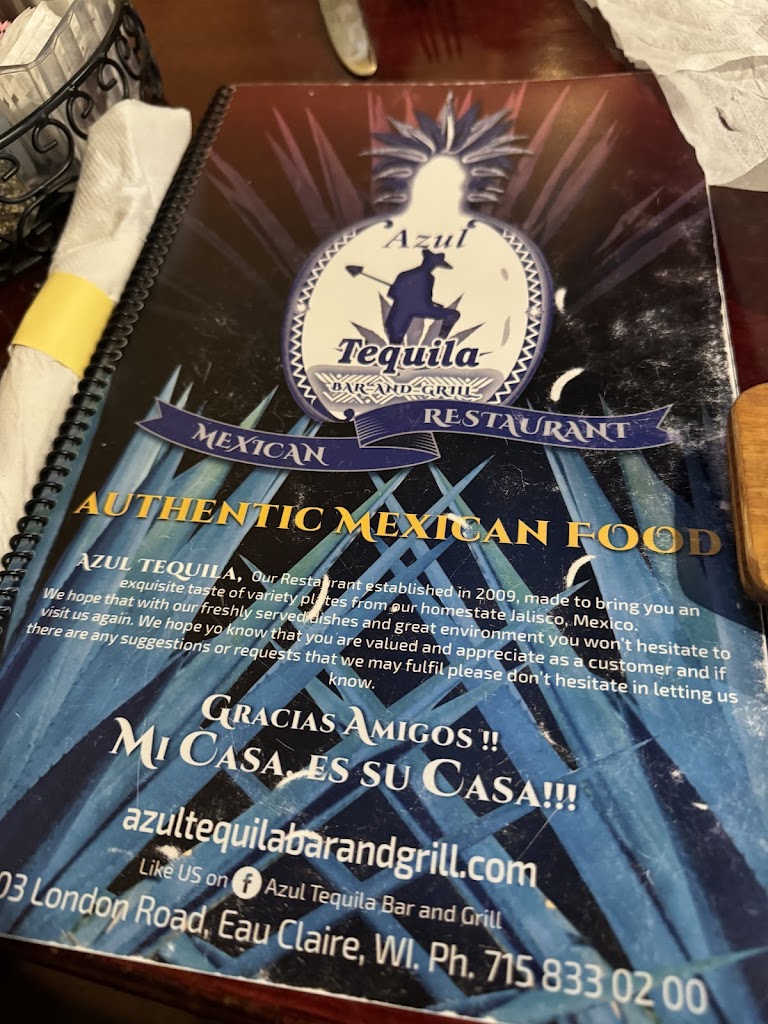 Azul
Tequila
BAR AND GRILL
MEXICAN RESTAURANT
AUTHENTIC MEXICAN FOOD
AZUL TEQUILA, Our Restaurant established in 2009, made to bring you an
exquisite taste of variety plates from our homestate Jalisco, Mexico.
We hope that with our freshly served dishes and great environment you won't hesitate to
visit us again. We hope yo know that you are valued and appreciate as a customer and if
there are any suggestions or requests that we may fulfil please don't hesitate in letting us
know.
GRACIAS AMIGOS !!
MI CASA, ES SU CASA!!!
azultequilabarandgrill.com
Like US on f Azul Tequila Bar and Grill
03 London Road, Eau Claire, WI. Ph. 715 833 02 00